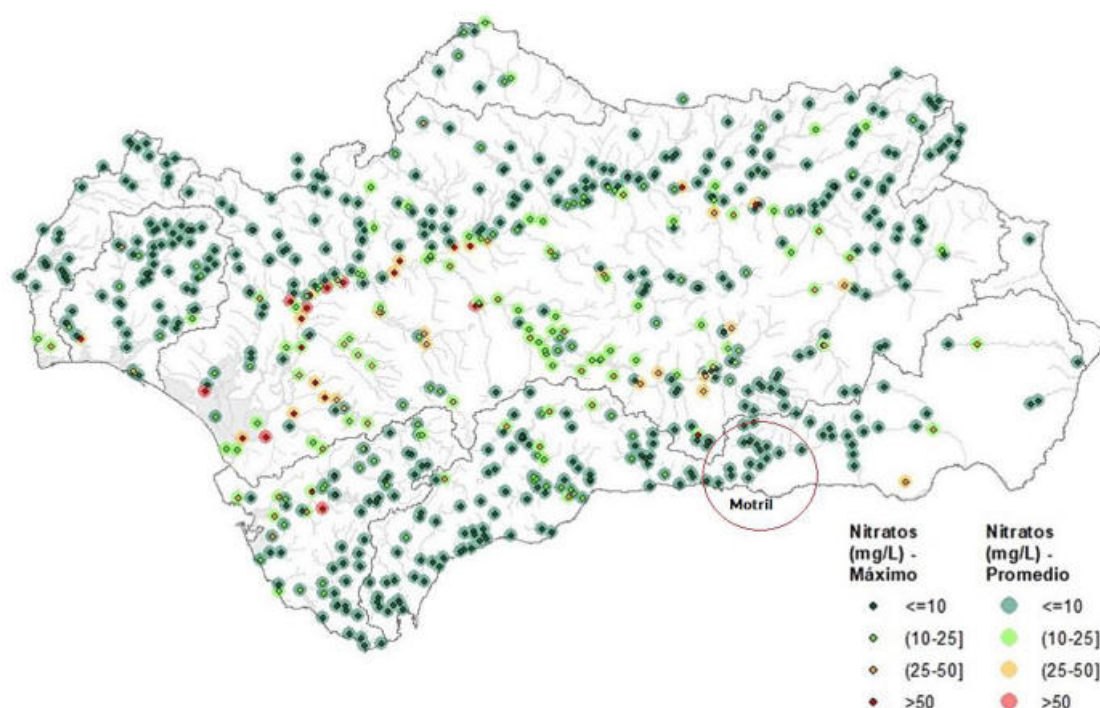 Motril
Nitratos
(mg/L) -
Máximo
<=10
(10-25]
(25-50]
>50
Nitratos
(mg/L) -
Promedio
<=10
(10-25]
(25-50]
>50